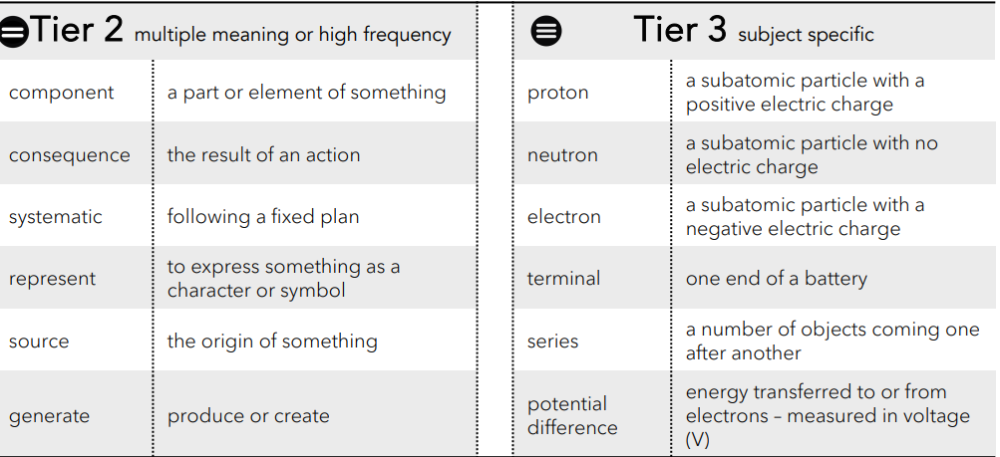 Tier 2 multiple meaning or high frequency
component
a part or element of something
consequence
the result of an action
systematic
following a fixed plan
represent
to express something as a
character or symbol
source
the origin of something
generate
produce or create
Tier 3 subject specific
proton
a subatomic particle with a
positive electric charge
neutron
a subatomic particle with no
electric charge
electron
a subatomic particle with a
negative electric charge
terminal
one end of a battery
series
a number of objects coming one
after another
potential
difference
energy transferred to or from
electrons – measured in voltage
(V)